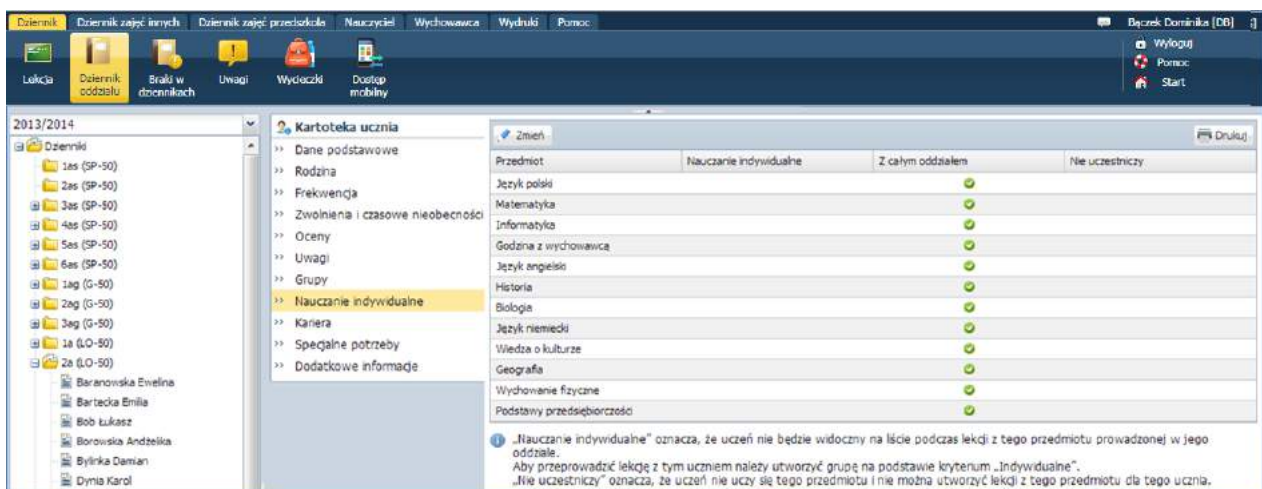 Dziennik Dziennik zajęć innych Dziennik zajęć przedszkola Nauczyciel Wychowawca Wydruki Pomoc Bączek Dominika [DB]
Lekcja
Dziennik oddziału
Braki w dziennikach
Uwagi
Wycieczki
Dostęp mobilny
Wyloguj
Pomoc
Start
2013/2014
Dzienniki
1as (SP-50)
2as (SP-50)
3as (SP-50)
4as (SP-50)
5as (SP-50)
6as (SP-50)
1ag (G-50)
2ag (G-50)
3ag (G-50)
1a (LO-50)
2a (LO-50)
Baranowska Ewelina
Bartecka Emilia
Bob Łukasz
Borowska Andżelika
Bylinka Damian
Dynia Karol
Kartoteka ucznia
Dane podstawowe
Rodzina
Frekwencja
Zwolnienia i czasowe nieobecności
Oceny
Uwagi
Grupy
Nauczanie indywidualne
Kariera
Specjalne potrzeby
Dodatkowe informacje
Zmień Drukuj
Przedmiot Nauczanie indywidualne Z całym oddziałem Nie uczestniczy
Język polski
Matematyka
Informatyka
Godzina z wychowawcą
Język angielski
Historia
Biologia
Język niemiecki
Wiedza o kulturze
Geografia
Wychowanie fizyczne
Podstawy przedsiębiorczości
„Nauczanie indywidualne” oznacza, że uczeń nie będzie widoczny na liście podczas lekcji z tego przedmiotu prowadzonej w jego
oddziale.
Aby przeprowadzić lekcję z tym uczniem należy utworzyć grupę na podstawie kryterium „Indywidualne”.
„Nie uczestniczy” oznacza, że uczeń nie uczy się tego przedmiotu i nie można utworzyć lekcji z tego przedmiotu dla tego ucznia.